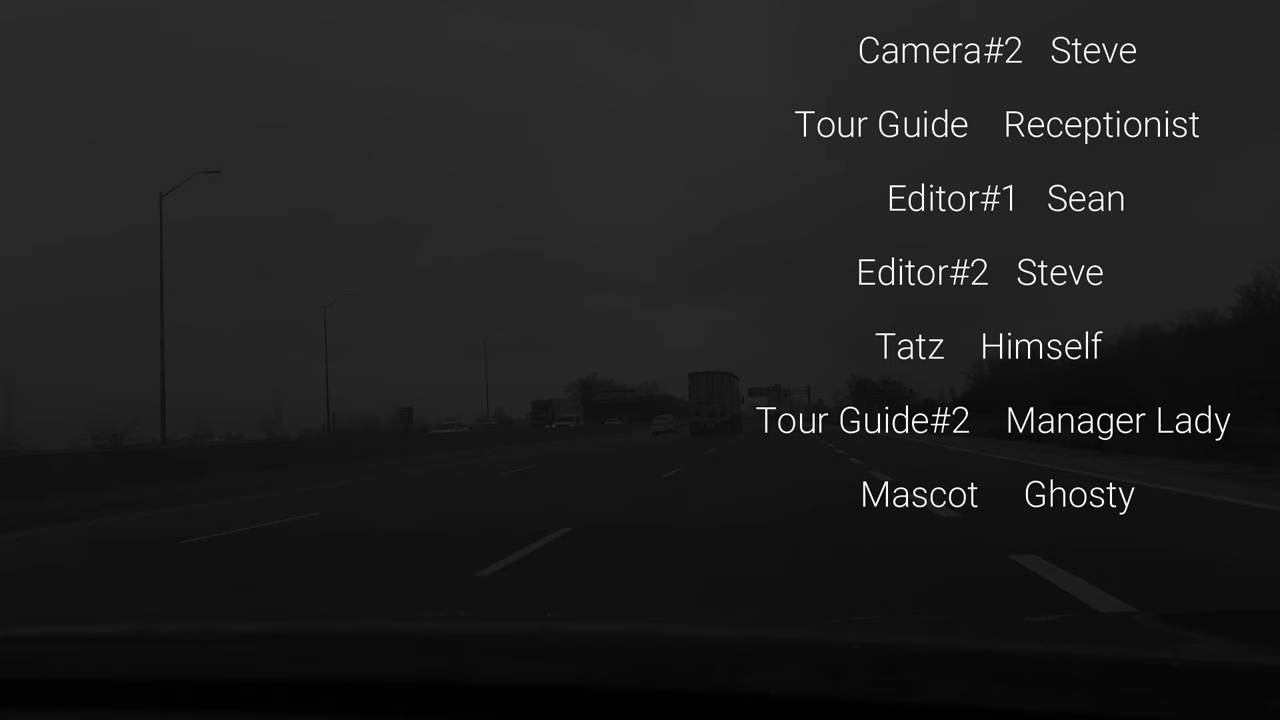 Camera#2 Steve
Tour Guide Receptionist
Editor#1 Sean
Editor#2 Steve
Tatz Himself
Tour Guide#2 Manager Lady
Mascot Ghosty